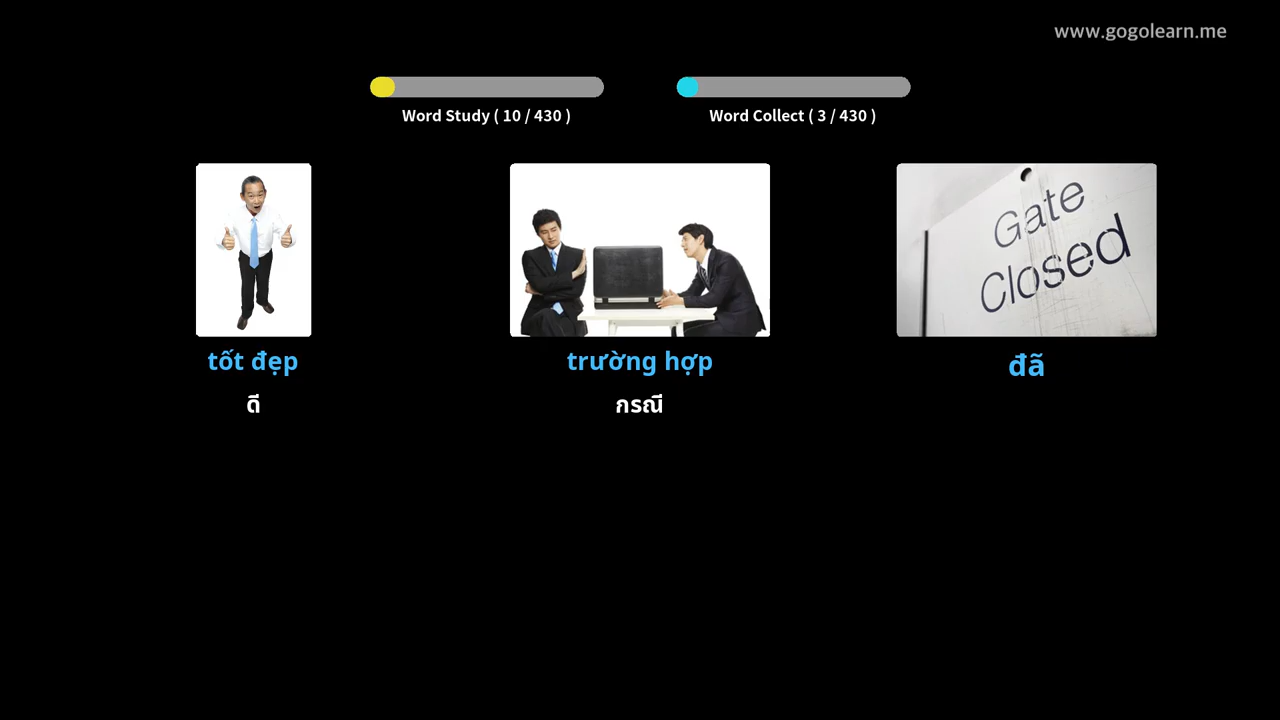 www.gogolearn.me
Word Study ( 10 / 430 )
Word Collect ( 3 / 430 )
Gate
Closed
tốt đẹp
trường hợp
đã
ดี
กรณี